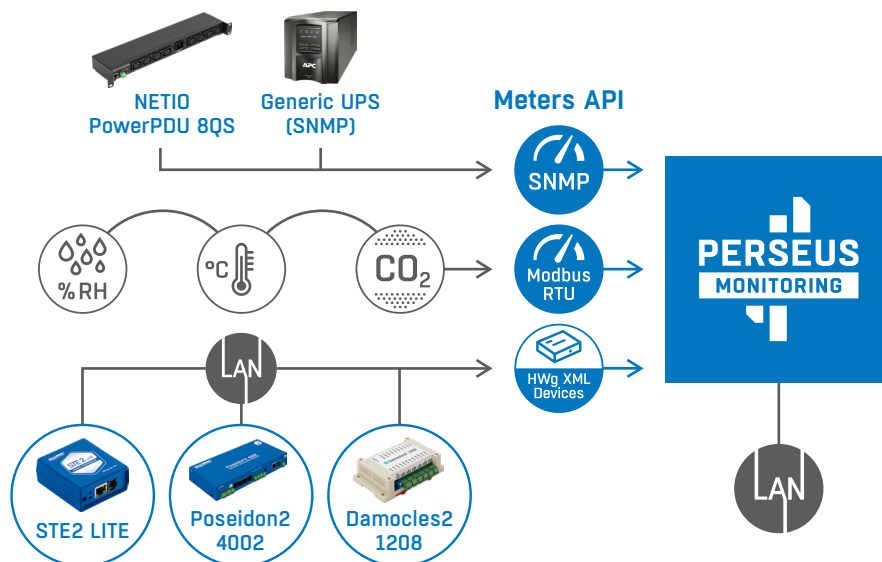 APC
NETIO
PowerPDU 8QS
Generic UPS
(SNMP)
Meters API
SNMP
PERSEUS
MONITORING
% RH
°C
CO₂
Modbus
RTU
LAN
HWg XML
Devices
STE2 LITE
Poseidon2
4002
Damocles2
1208
LAN